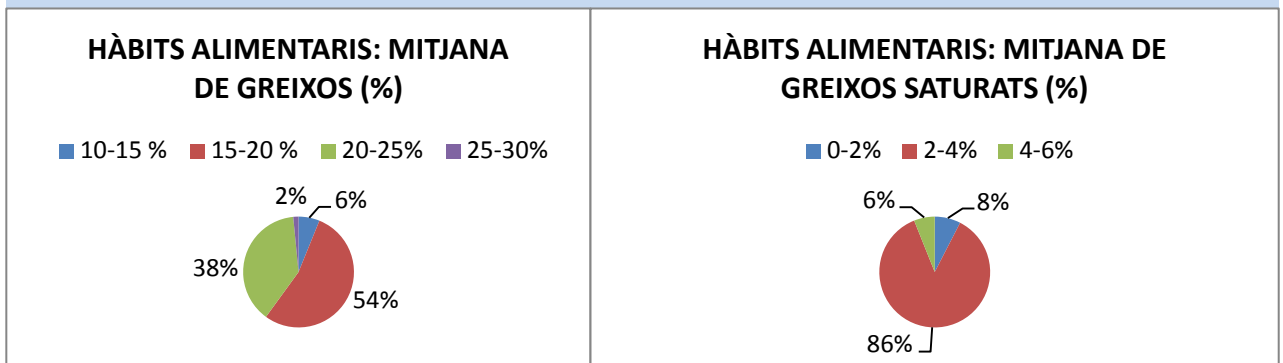 HÀBITS ALIMENTARIS: MITJANA
DE GREIXOS (%)
10-15 % 15-20 % 20-25% 25-30%
2%
6%
38%
54%
HÀBITS ALIMENTARIS: MITJANA DE
GREIXOS SATURATS (%)
0-2% 2-4% 4-6%
6%
8%
86%